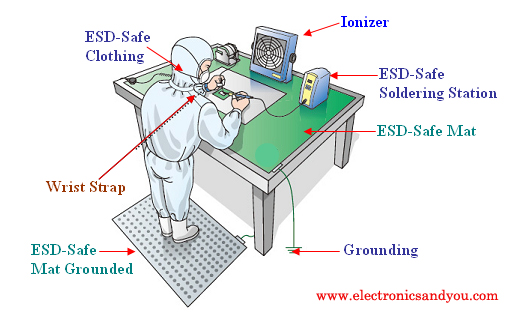 Ionizer
ESD-Safe
Clothing
ESD-Safe
Soldering Station
ESD-Safe Mat
Wrist Strap
ESD-Safe
Mat Grounded
Grounding
www.electronicsandyou.com